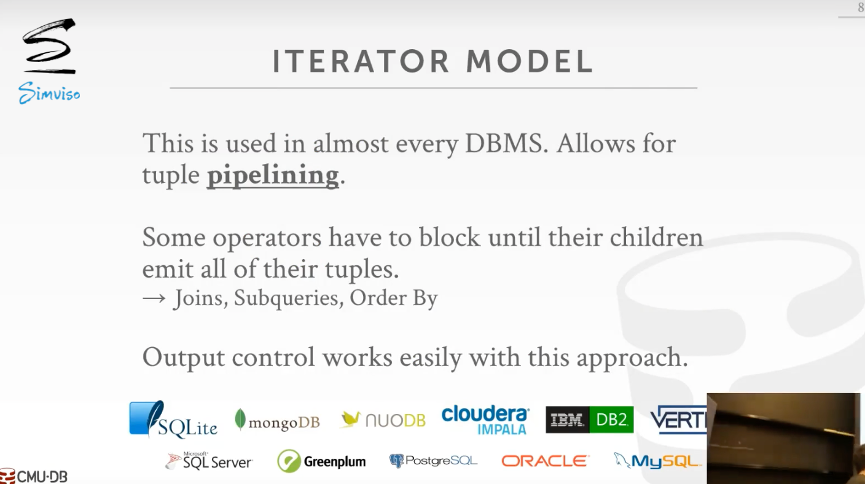 8
Simviso
ITERATOR MODEL
This is used in almost every DBMS. Allows for
tuple pipelining.
Some operators have to block until their children
emit all of their tuples.
→ Joins, Subqueries, Order By
Output control works easily with this approach.
SQLite mongoDB NUODB cloudera IMPALA IBM DB2 VERTI
Microsoft SQL Server Greenplum PostgreSQL ORACLE MySQL
CMU·DB